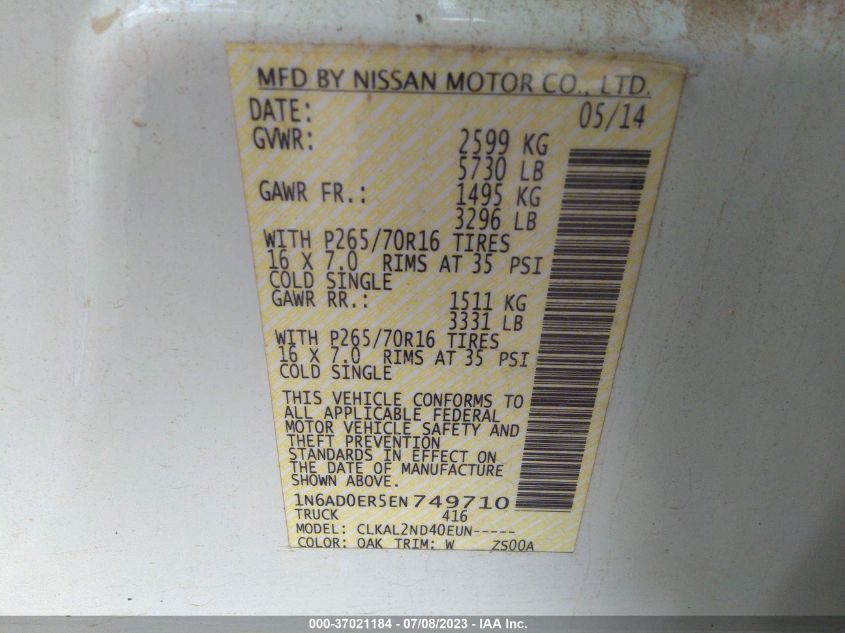 MFD BY NISSAN MOTOR CO., LTD.
DATE: 05/14
GVWR: 2599 KG
5730 LB
GAWR FR.: 1495 KG
3296 LB
WITH P265/70R16 TIRES
16 X 7.0 RIMS AT 35 PSI
COLD SINGLE
GAWR RR.: 1511 KG
3331 LB
WITH P265/70R16 TIRES
16 X 7.0 RIMS AT 35 PSI
COLD SINGLE
THIS VEHICLE CONFORMS TO
ALL APPLICABLE FEDERAL
MOTOR VEHICLE SAFETY AND
THEFT PREVENTION
STANDARDS IN EFFECT ON
THE DATE OF MANUFACTURE
SHOWN ABOVE.
1N6AD0ER5EN749710
TRUCK 416
MODEL: CLKAL2ND40EUN-----
COLOR: QAK TRIM: W ZS00A
000-37021184 - 07/08/2023 - IAA Inc.